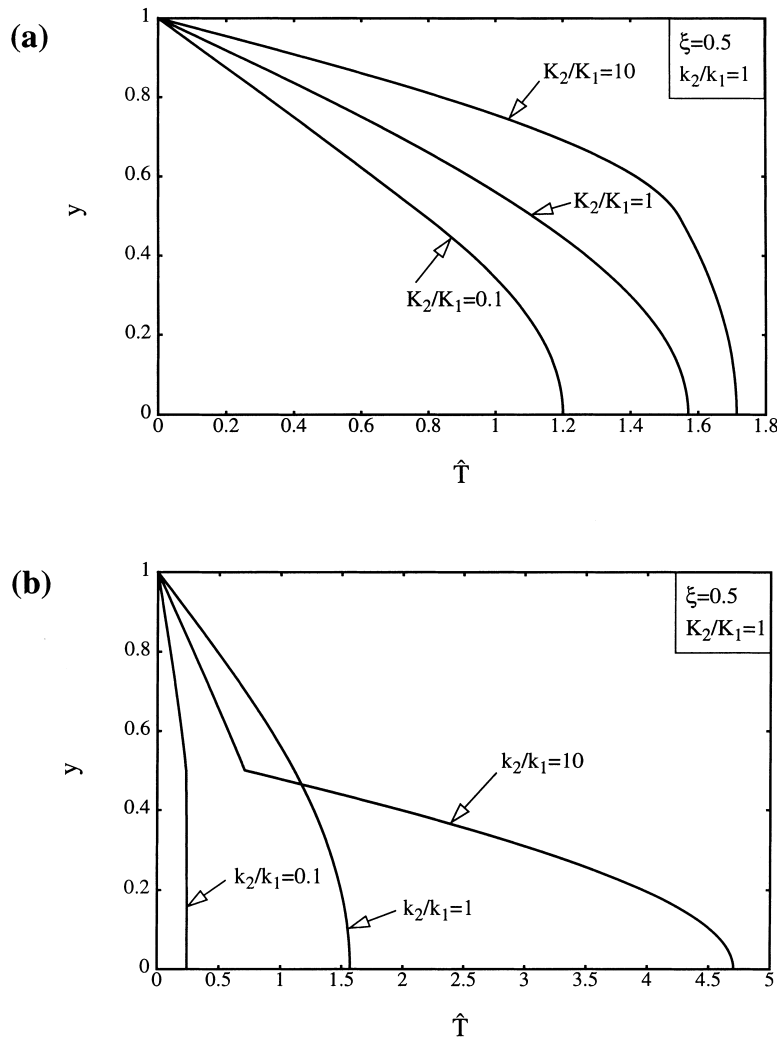 (a)
1
0.8
0.6
0.4
0.2
0
y
ξ=0.5
k₂/k₁=1
K₂/K₁=10
K₂/K₁=1
K₂/K₁=0.1
0 0.2 0.4 0.6 0.8 1 1.2 1.4 1.6 1.8
T̂
(b)
1
0.8
0.6
0.4
0.2
0
y
ξ=0.5
K₂/K₁=1
k₂/k₁=10
k₂/k₁=0.1
k₂/k₁=1
0 0.5 1 1.5 2 2.5 3 3.5 4 4.5 5
T̂